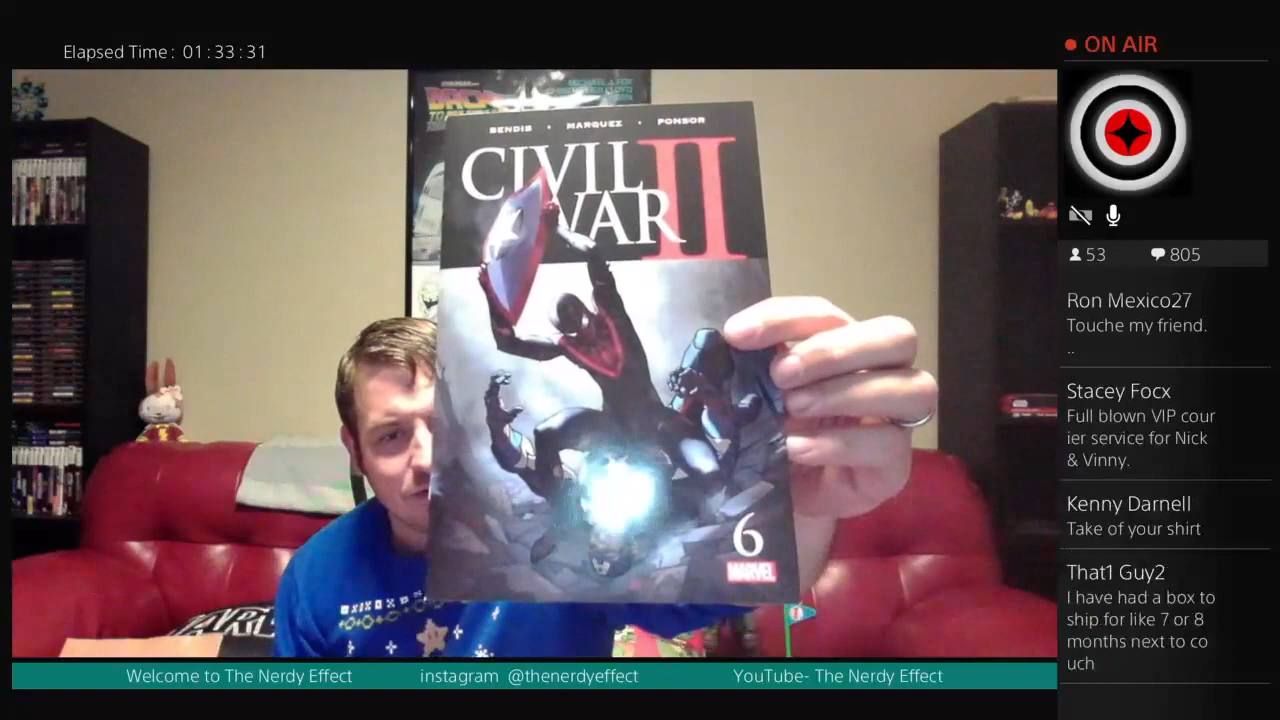 Elapsed Time: 01:33:31
ON AIR
BACK
BENDIS • MARQUEZ • PONSOR
CIVIL
WAR
II
6
MARVEL
53 805
Ron Mexico27
Touche my friend.
..
Stacey Focx
Full blown VIP cour
ier service for Nick
& Vinny.
Kenny Darnell
Take of your shirt
That1 Guy2
I have had a box to
ship for like 7 or 8
months next to co
uch
Welcome to The Nerdy Effect instagram @thenerdyeffect YouTube- The Nerdy Effect